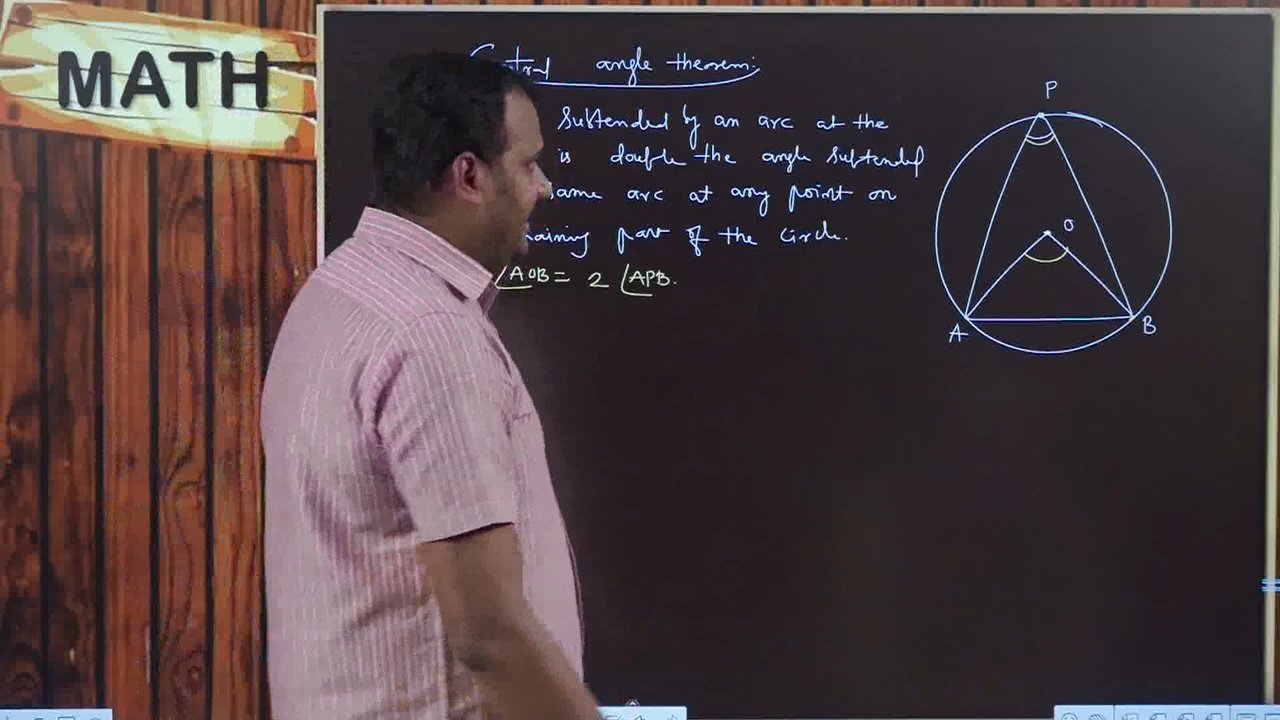 MATH
angle theorem:
Subtended by an arc at the
is double the angle subtended
same arc at any point on
part of the circle.
∠AOB = 2 ∠APB.
P
O
A
B